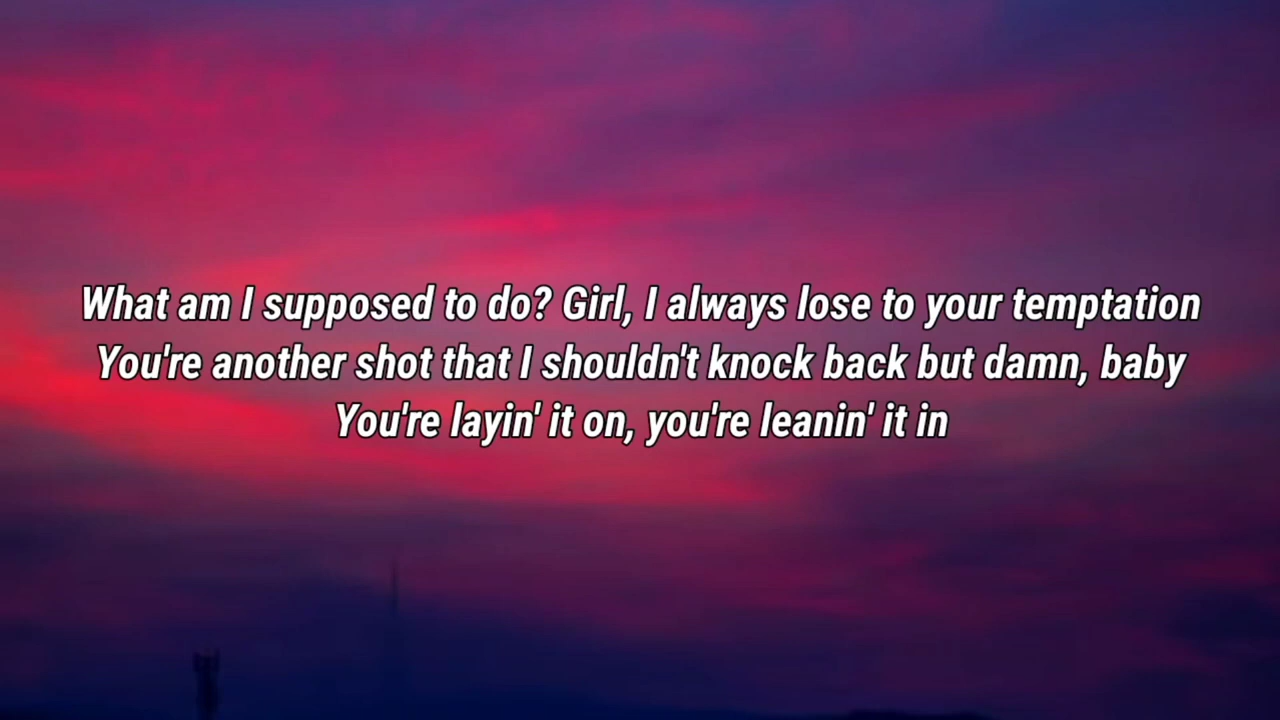 What am I supposed to do? Girl, I always lose to your temptation
You're another shot that I shouldn't knock back but damn, baby
You're layin' it on, you're leanin' it in